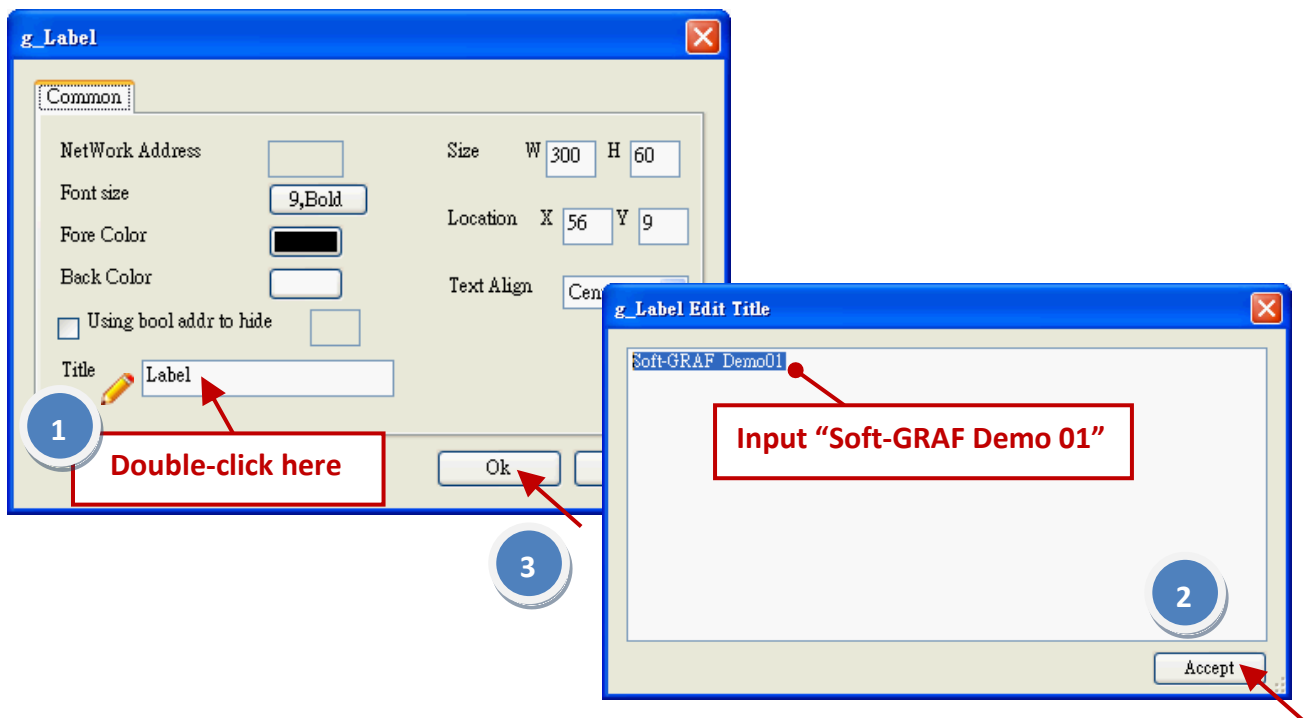 g_Label
Common
NetWork Address
Size W 300 H 60
Font size 9,Bold
Location X 56 Y 9
Fore Color
Back Color
Text Align
Using bool addr to hide
Title Label
1
Double-click here
Ok
3
g_Label Edit Title
Soft-GRAF Demo01
Input “Soft-GRAF Demo 01”
2
Accept